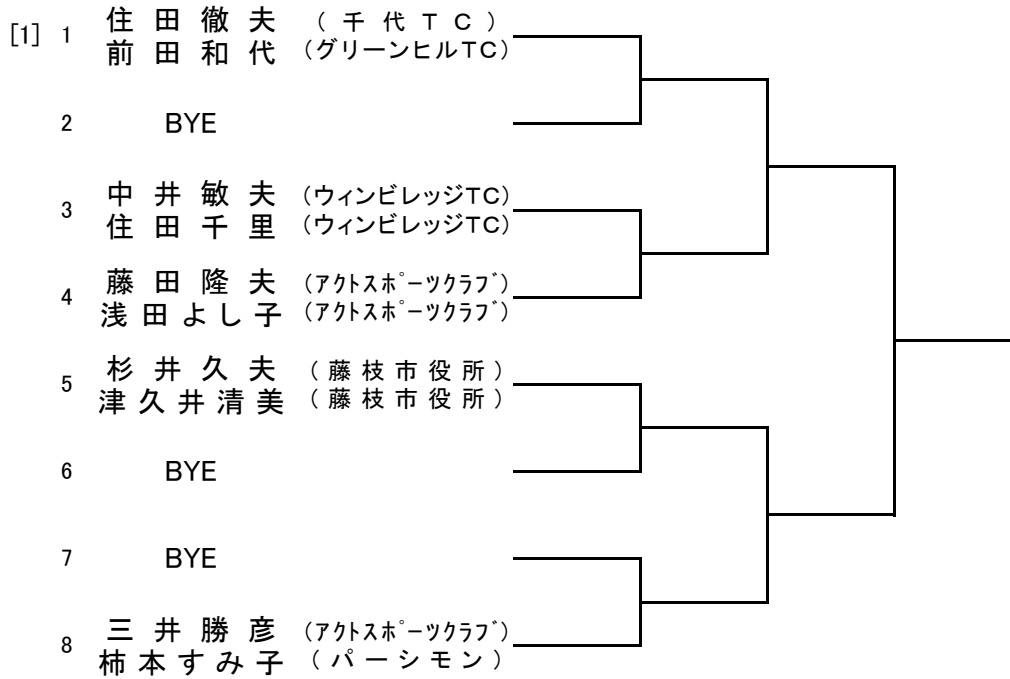 [1] 1 住田徹夫 (千代TC)
前田和代 (グリーンヒルTC)
2 BYE
3 中井敏夫 (ウィンビレッジTC)
住田千里 (ウィンビレッジTC)
4 藤田隆夫 (ｱｸﾄｽﾎﾟｰﾂｸﾗﾌﾞ)
浅田よし子 (ｱｸﾄｽﾎﾟｰﾂｸﾗﾌﾞ)
5 杉井久夫 (藤枝市役所)
津久井清美 (藤枝市役所)
6 BYE
7 BYE
8 三井勝彦 (ｱｸﾄｽﾎﾟｰﾂｸﾗﾌﾞ)
柿本すみ子 (パーシモン)